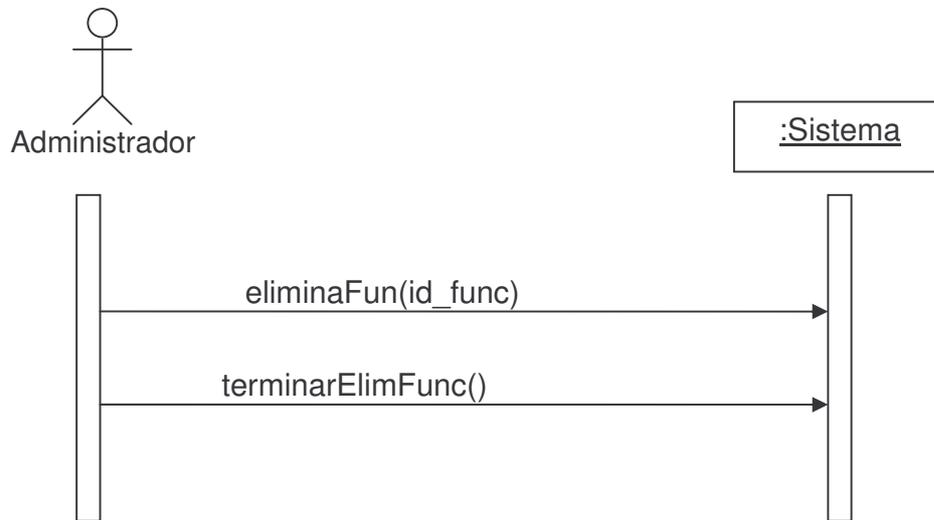 Administrador
:Sistema
eliminaFun(id_func)
terminarElimFunc()